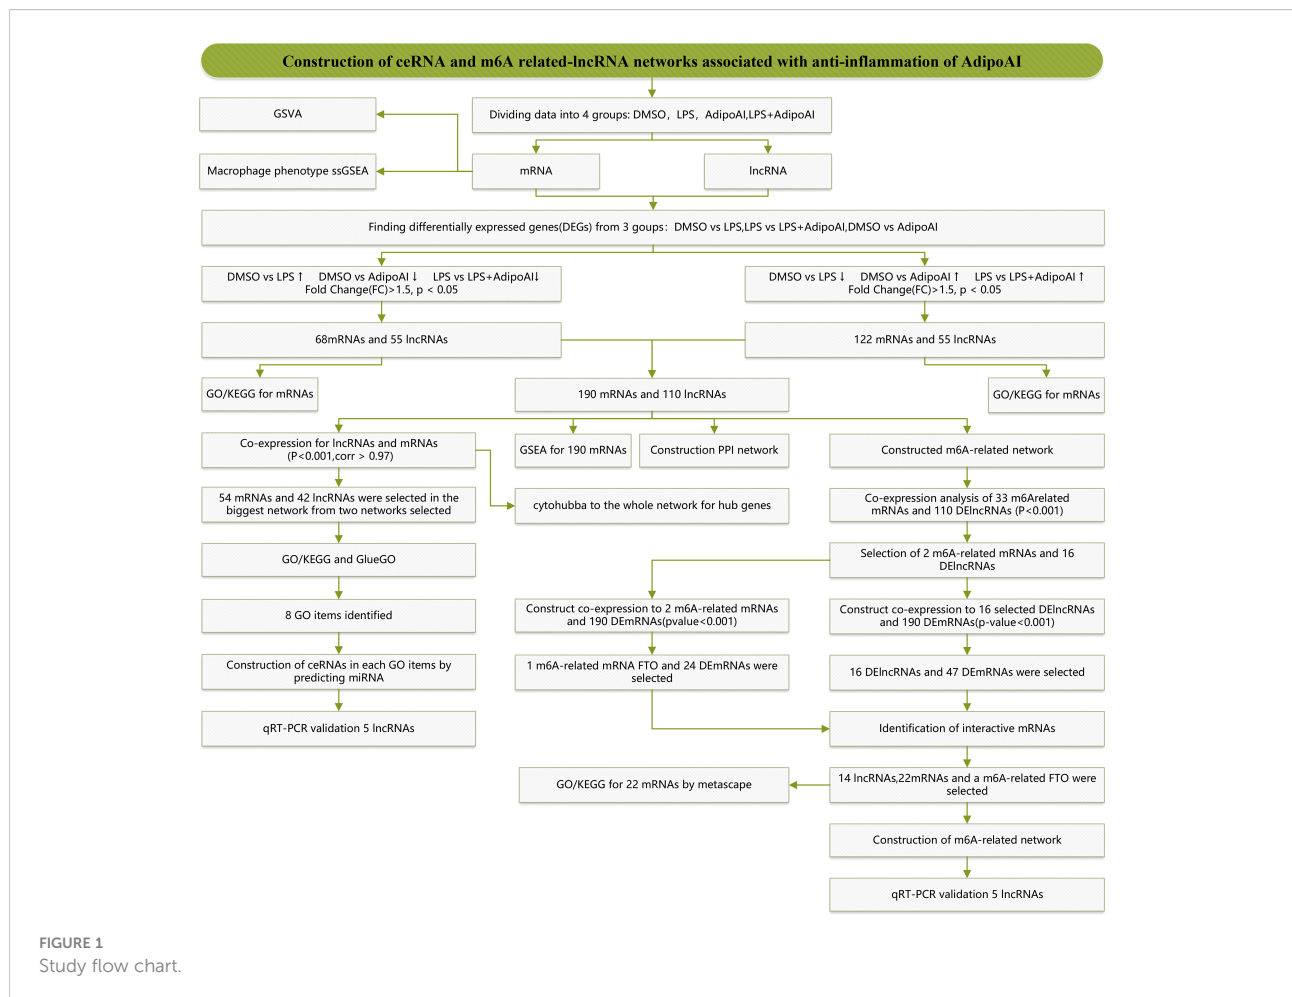 Construction of ceRNA and m6A related-lncRNA networks associated with anti-inflammation of AdipoAI
GSVA
Dividing data into 4 groups: DMSO, LPS, AdipoAI,LPS+AdipoAI
Macrophage phenotype ssGSEA
mRNA
lncRNA
Finding differentially expressed genes(DEGs) from 3 goups: DMSO vs LPS,LPS vs LPS+AdipoAI,DMSO vs AdipoAI
DMSO vs LPS↑ DMSO vs AdipoAI↓ LPS vs LPS+AdipoAI↓
Fold Change(FC)>1.5, p < 0.05
DMSO vs LPS↓ DMSO vs AdipoAI↑ LPS vs LPS+AdipoAI↑
Fold Change(FC)>1.5, p < 0.05
68mRNAs and 55 lncRNAs
122 mRNAs and 55 lncRNAs
GO/KEGG for mRNAs
190 mRNAs and 110 lncRNAs
GO/KEGG for mRNAs
Co-expression for lncRNAs and mRNAs
(P<0.001,corr > 0.97)
GSEA for 190 mRNAs
Construction PPI network
Constructed m6A-related network
54 mRNAs and 42 lncRNAs were selected in the
biggest network from two networks selected
cytohubba to the whole network for hub genes
Co-expression analysis of 33 m6Arelated
mRNAs and 110 DElncRNAs (P<0.001)
GO/KEGG and GlueGO
Selection of 2 m6A-related mRNAs and 16
DElncRNAs
8 GO items identified
Construct co-expression to 2 m6A-related mRNAs
and 190 DEmRNAs(pvalue<0.001)
Construct co-expression to 16 selected DElncRNAs
and 190 DEmRNAs(p-value<0.001)
Construction of ceRNAs in each GO items by
predicting miRNA
1 m6A-related mRNA FTO and 24 DEmRNAs were
selected
16 DElncRNAs and 47 DEmRNAs were selected
qRT-PCR validation 5 lncRNAs
Identification of interactive mRNAs
GO/KEGG for 22 mRNAs by metascape
14 lncRNAs,22mRNAs and a m6A-related FTO were
selected
Construction of m6A-related network
qRT-PCR validation 5 lncRNAs
FIGURE 1
Study flow chart.